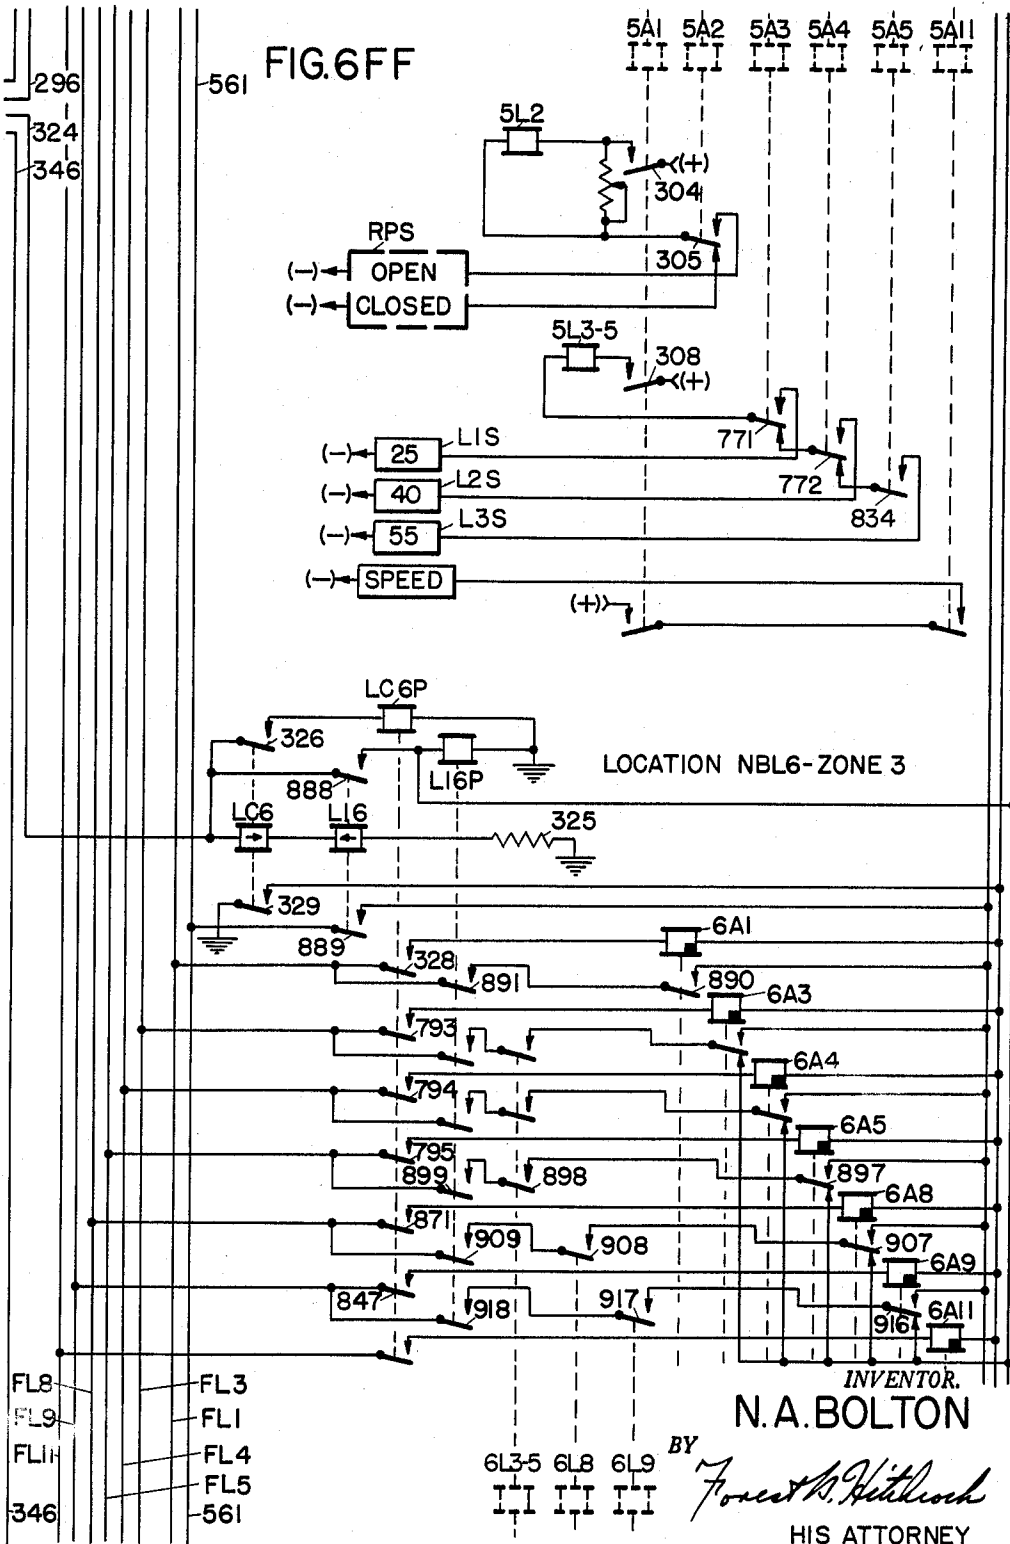 5A1 5A2 5A3 5A4 5A5 5A11
FIG.6FF
296
561
324
346
5L2
(+)
304
RPS
305
(−) OPEN
(−) CLOSED
5L3-5
308
(+)
771
L1S
(−) 25
772
L2S
(−) 40
834
L3S
(−) 55
(−) SPEED
(+)
LC6P
326
LI6P
LOCATION NBL6-ZONE 3
888
LC6 LI6
325
329
889
6A1
328
891
890
6A3
793
6A4
794
6A5
795
899 898 897
6A8
871
909 908 907
6A9
847
918 917 916
6A11
FL8 FL3
FL9 FL1
FL11 FL4
FL5
346 561
6L3-5 6L8 6L9
INVENTOR.
N.A.BOLTON
BY
Forest B. Hitchcock
HIS ATTORNEY